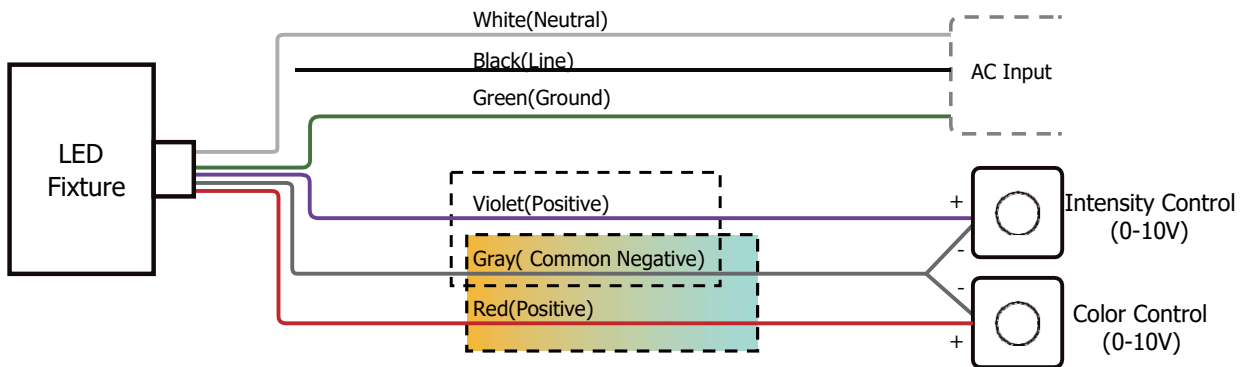 White(Neutral)
Black(Line)
AC Input
Green(Ground)
LED
Fixture
Violet(Positive)
+
Intensity Control
(0-10V)
-
Gray( Common Negative)
-
Red(Positive)
+
Color Control
(0-10V)